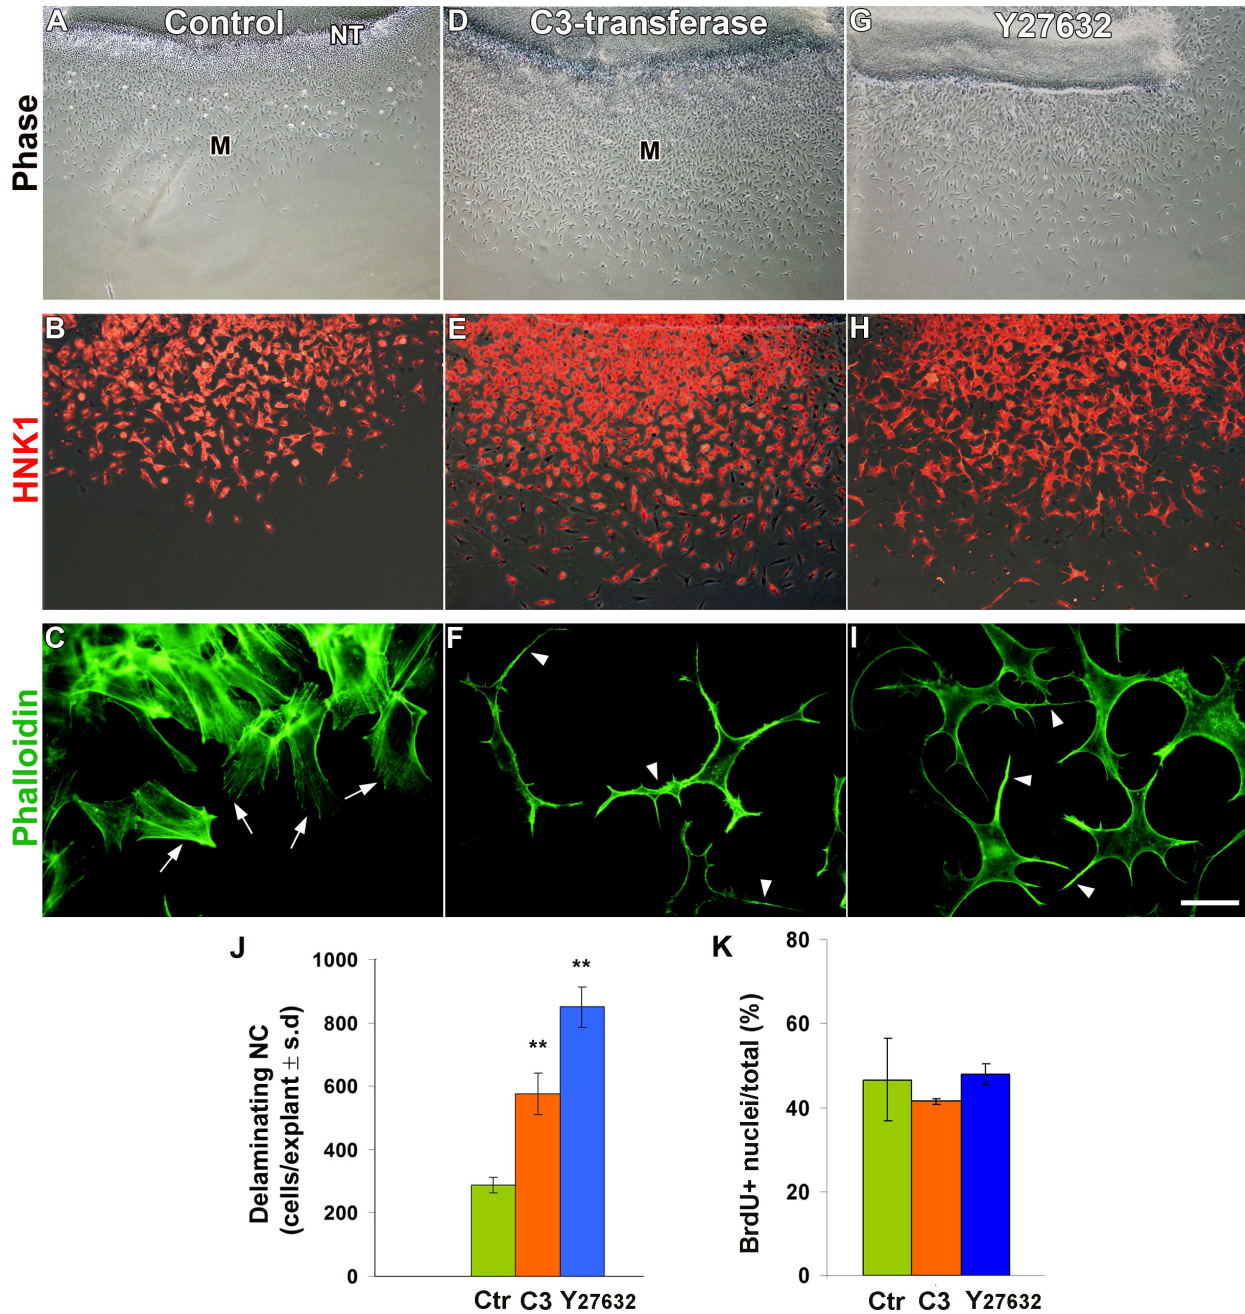 A Control NT
M
D C3-transferase
M
G Y27632
Phase
B
E
H
HNK1
C
F
I
Phalloidin
J
Delaminating NC
(cells/explant ± s.d)
1000
800
600
400
200
0
**
**
Ctr C3 Y27632
K
BrdU+ nuclei/total (%)
80
60
40
20
0
Ctr C3 Y27632